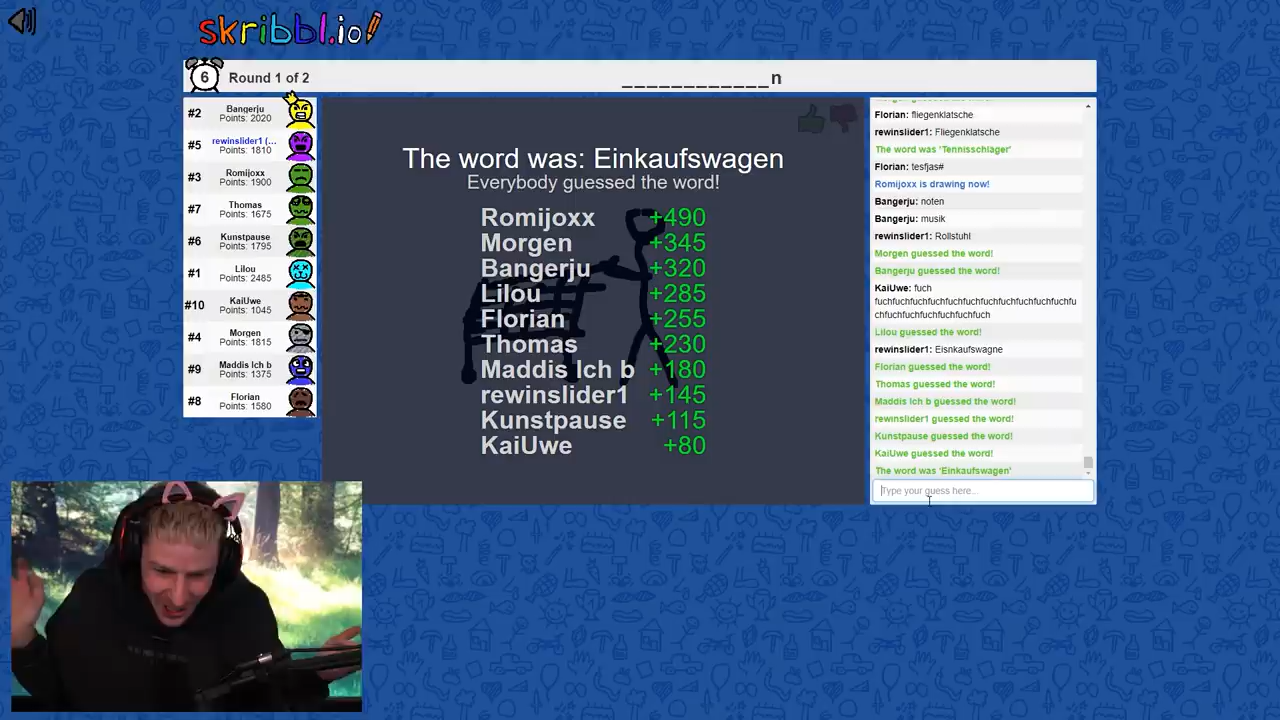 skribbl.io!
6
Round 1 of 2
_____________n
#2 Bangerju
Points: 2020
#5 rewinslider1 (...
Points: 1810
#3 Romijoxx
Points: 1900
#7 Thomas
Points: 1675
#6 Kunstpause
Points: 1795
#1 Lilou
Points: 2485
#10 KaiUwe
Points: 1045
#4 Morgen
Points: 1815
#9 Maddis Ich b
Points: 1375
#8 Florian
Points: 1580
The word was: Einkaufswagen
Everybody guessed the word!
Romijoxx +490
Morgen +345
Bangerju +320
Lilou +285
Florian +255
Thomas +230
Maddis Ich b +180
rewinslider1 +145
Kunstpause +115
KaiUwe +80
Florian: fliegenklatsche
rewinslider1: Fliegenklatsche
The word was 'Tennisschläger'
Florian: tesfjas#
Romijoxx is drawing now!
Bangerju: noten
Bangerju: musik
rewinslider1: Rollstuhl
Morgen guessed the word!
Bangerju guessed the word!
KaiUwe: fuch
fuchfuchfuchfuchfuchfuchfuchfuchfuchfuchfuchfu
chfuchfuchfuchfuchfuchfuch
Lilou guessed the word!
rewinslider1: Eisnkaufswagne
Florian guessed the word!
Thomas guessed the word!
Maddis Ich b guessed the word!
rewinslider1 guessed the word!
Kunstpause guessed the word!
KaiUwe guessed the word!
The word was 'Einkaufswagen'
Type your guess here...